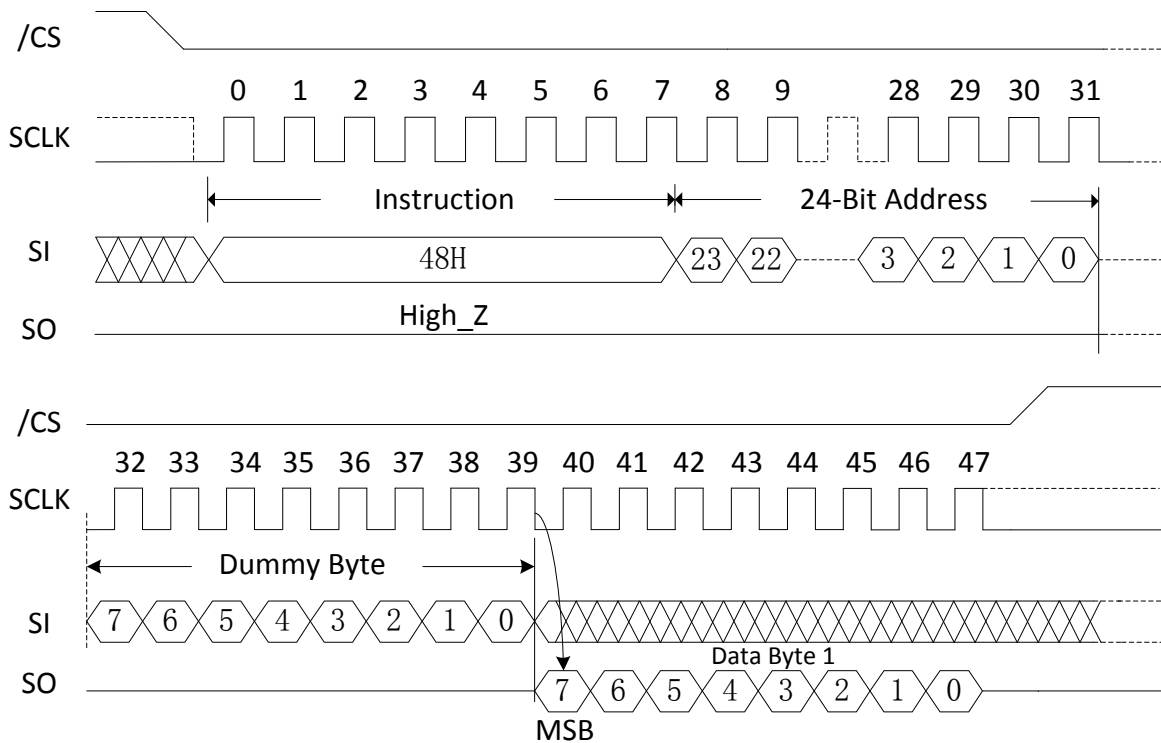 /CS
0 1 2 3 4 5 6 7 8 9 28 29 30 31
SCLK
Instruction 24-Bit Address
SI 48H 23 22 3 2 1 0
High_Z
SO
/CS
32 33 34 35 36 37 38 39 40 41 42 43 44 45 46 47
SCLK
Dummy Byte
SI 7 6 5 4 3 2 1 0
Data Byte 1
SO 7 6 5 4 3 2 1 0
MSB